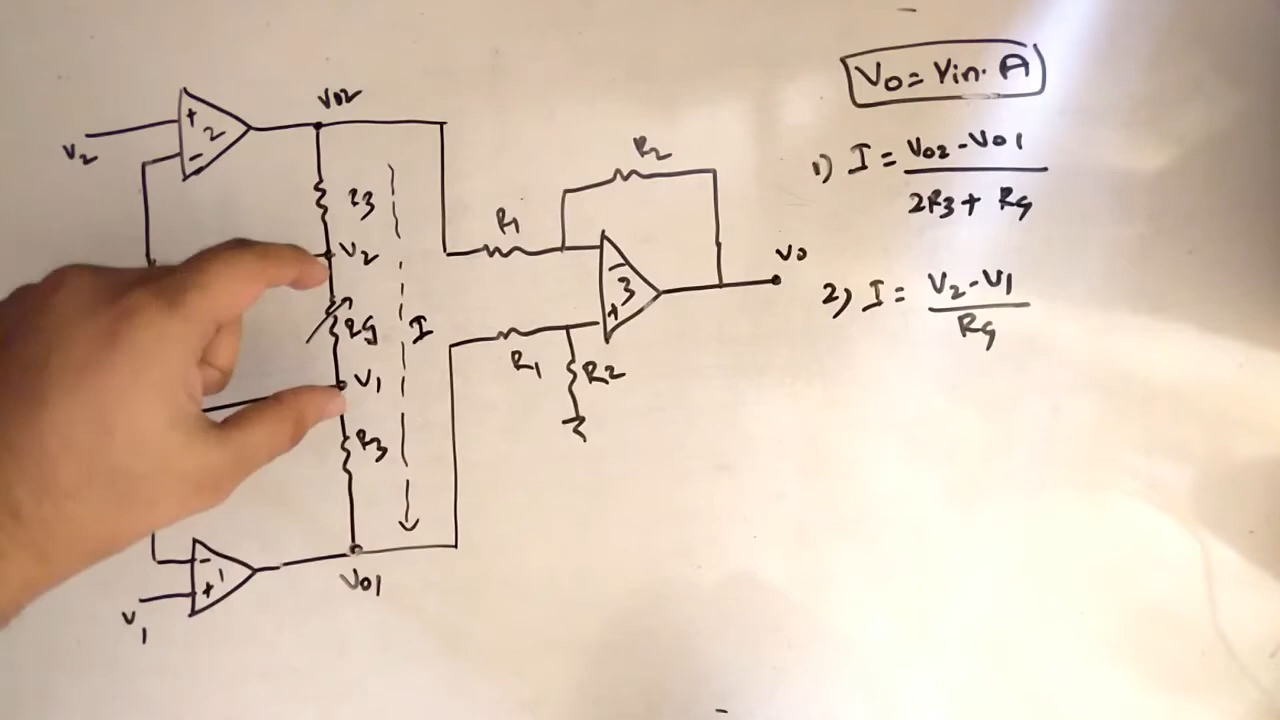 Vo = Vin. A
1) I = Vo2 - Vo1
2R3 + Rg
2) I = V2 - V1
Rg
Vo2
+
2
-
V2
R3
V2
Rg
I
V1
R3
-
1
+
V1
Vo1
R2
R1
-
3
+
Vo
R1
R2